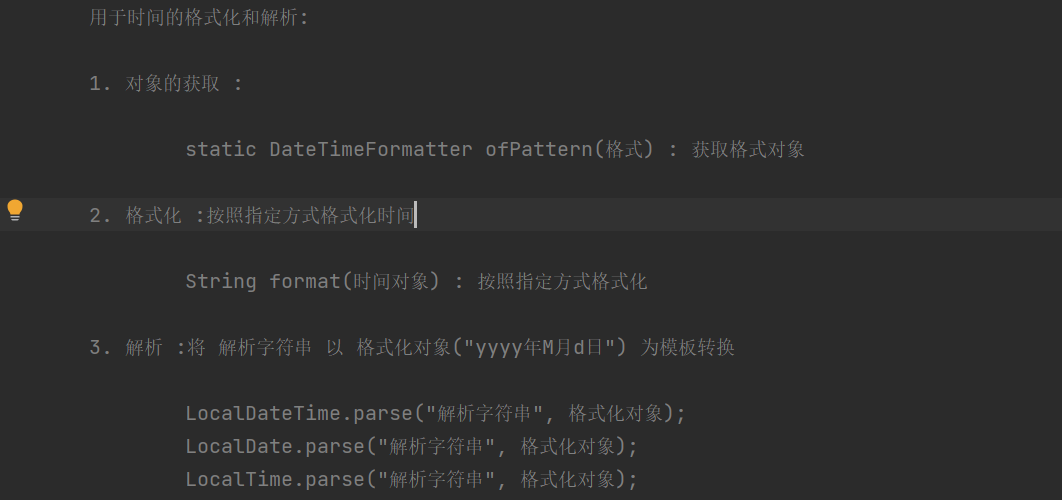 用于时间的格式化和解析:
1. 对象的获取 :
static DateTimeFormatter ofPattern(格式) : 获取格式对象
2. 格式化 :按照指定方式格式化时间
String format(时间对象) : 按照指定方式格式化
3. 解析 :将 解析字符串 以 格式化对象("yyyy年M月d日") 为模板转换
LocalDateTime.parse("解析字符串", 格式化对象);
LocalDate.parse("解析字符串", 格式化对象);
LocalTime.parse("解析字符串", 格式化对象);